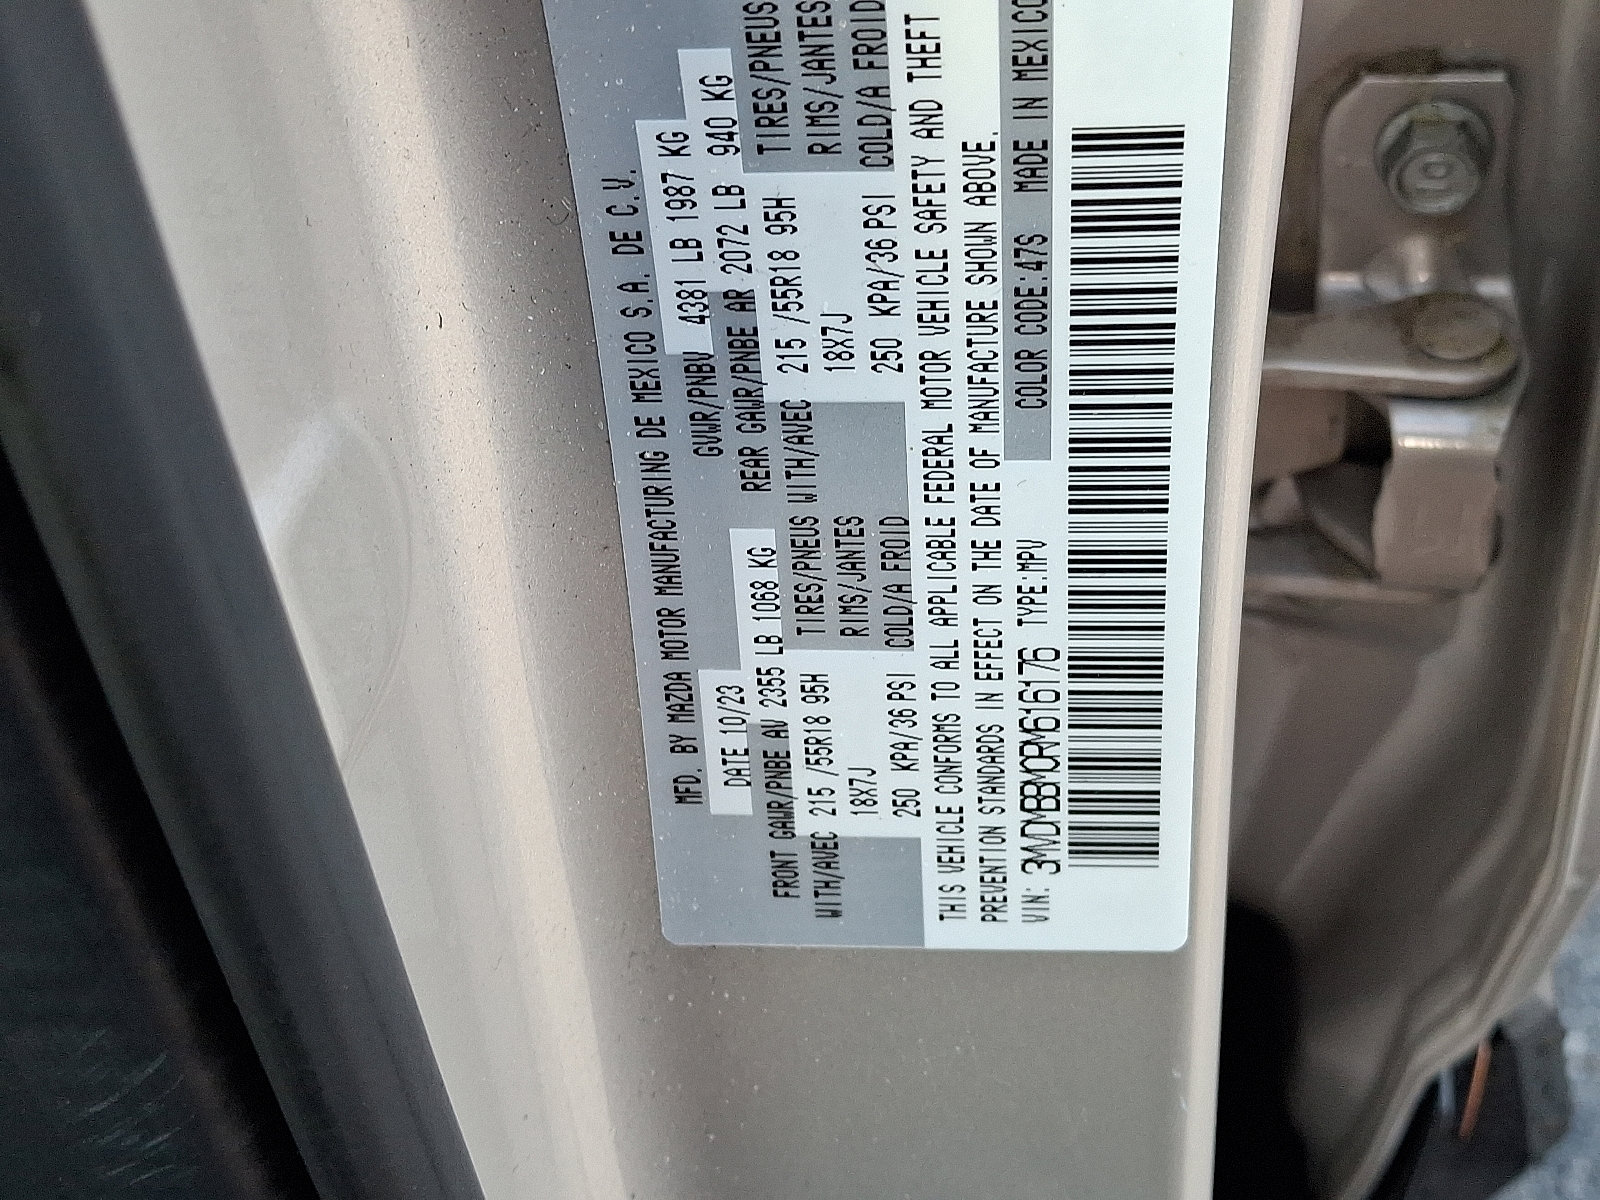 MFD. BY MAZDA MOTOR MANUFACTURING DE MEXICO S.A. DE C.V.
DATE 10/23 GVWR/PNBV 4381 LB 1987 KG
FRONT GAWR/PNBE AV 2355 LB 1068 KG REAR GAWR/PNBE AR 2072 LB 940 KG
WITH/AVEC 215 /55R18 95H TIRES/PNEUS WITH/AVEC 215 /55R18 95H TIRES/PNEUS
18X7J RIMS/JANTES 18X7J RIMS/JANTES
250 KPA/36 PSI COLD/A FROID 250 KPA/36 PSI COLD/A FROID
THIS VEHICLE CONFORMS TO ALL APPLICABLE FEDERAL MOTOR VEHICLE SAFETY AND THEFT
PREVENTION STANDARDS IN EFFECT ON THE DATE OF MANUFACTURE SHOWN ABOVE.
VIN: 3MVDMBBM0RM616176 TYPE:MPV COLOR CODE:47S MADE IN MEXICO